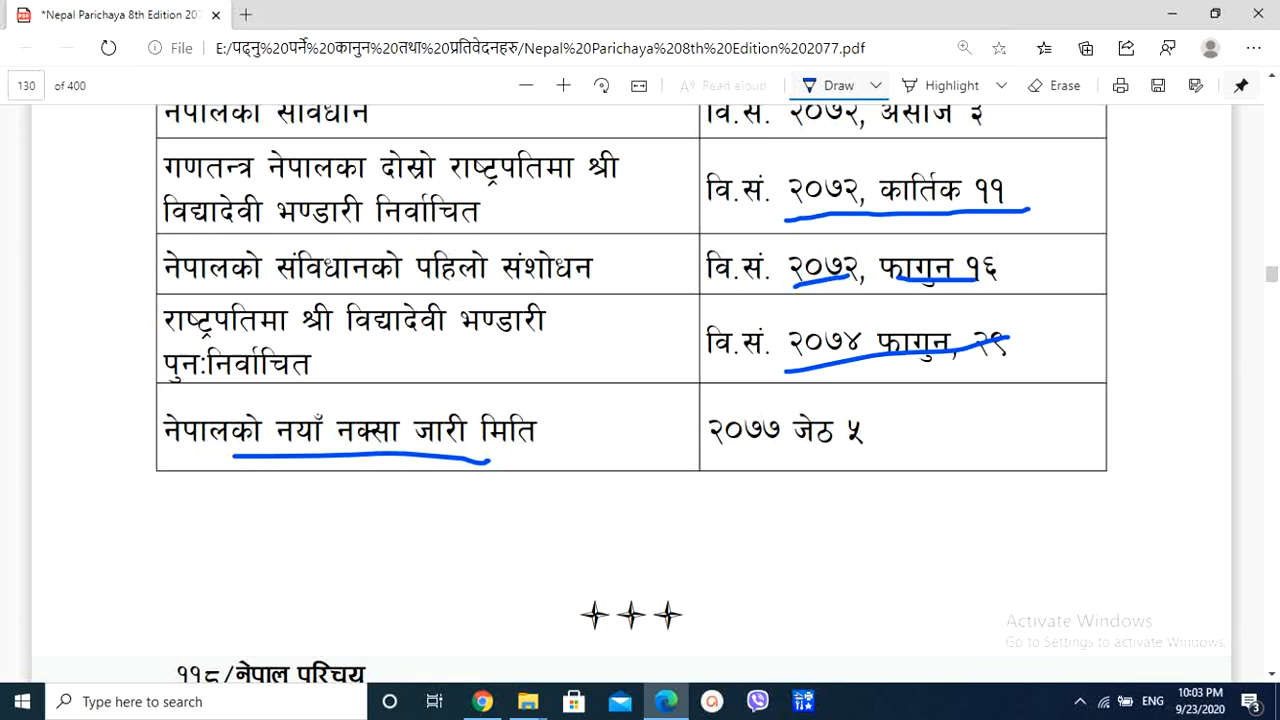 *Nepal Parichaya 8th Edition 207
File
E:/पढ्नु%20पर्ने%20कानुन%20तथा%20प्रतिवेदनहरु/Nepal%20Parichaya%208th%20Edition%202077.pdf
130 of 400
Read aloud
Draw
Highlight
Erase
नेपालको संविधान वि.सं. २०७२, असोज ३
गणतन्त्र नेपालका दोस्रो राष्ट्रपतिमा श्री
विद्यादेवी भण्डारी निर्वाचित
वि.सं. २०७२, कार्तिक ११
नेपालको संविधानको पहिलो संशोधन वि.सं. २०७२, फागुन १६
राष्ट्रपतिमा श्री विद्यादेवी भण्डारी
पुन:निर्वाचित
वि.सं. २०७४ फागुन, २९
नेपालको नयाँ नक्सा जारी मिति २०७७ जेठ ५
Activate Windows
Go to Settings to activate Windows.
११८/नेपाल परिचय
Type here to search
ENG
10:03 PM
9/23/2020
3